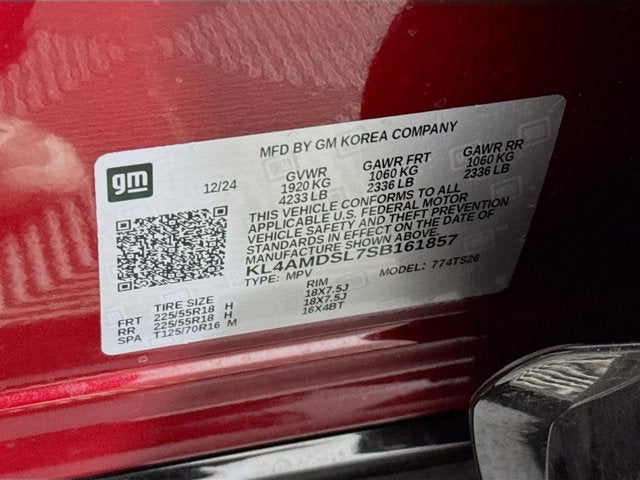 MFD BY GM KOREA COMPANY
gm
12/24 GVWR GAWR FRT GAWR RR
1920 KG 1060 KG 1060 KG
4233 LB 2336 LB 2336 LB
THIS VEHICLE CONFORMS TO ALL
APPLICABLE U.S. FEDERAL MOTOR
VEHICLE SAFETY AND THEFT PREVENTION
STANDARDS IN EFFECT ON THE DATE OF
MANUFACTURE SHOWN ABOVE.
KL4AMDSL7SB161857
TYPE: MPV MODEL: 774TS26
TIRE SIZE RIM
FRT 225/55R18 H 18X7.5J
RR 225/55R18 H 18X7.5J
SPA T125/70R16 M 16X4BT